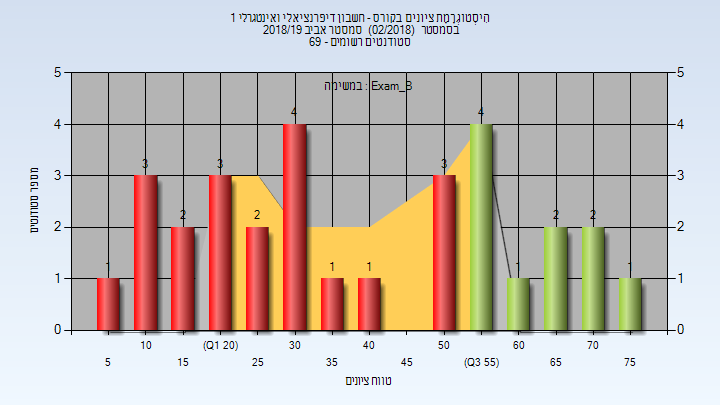 היסטוגרמת ציונים בקורס - חשבון דיפרנציאלי ואינטגרלי 1
בסמסטר (02/2018) סמסטר אביב 2018/19
סטודנטים רשומים - 69
במשימה : Exam_B
מספר סטודנטים
5 5
4 4
3 3
2 2
1 1
0 0
1 3 2 3 2 4 1 1 3 4 1 2 2 1
10 (Q1 20) 30 40 50 60 70
5 15 25 35 45 (Q3 55) 65 75
טווח ציונים